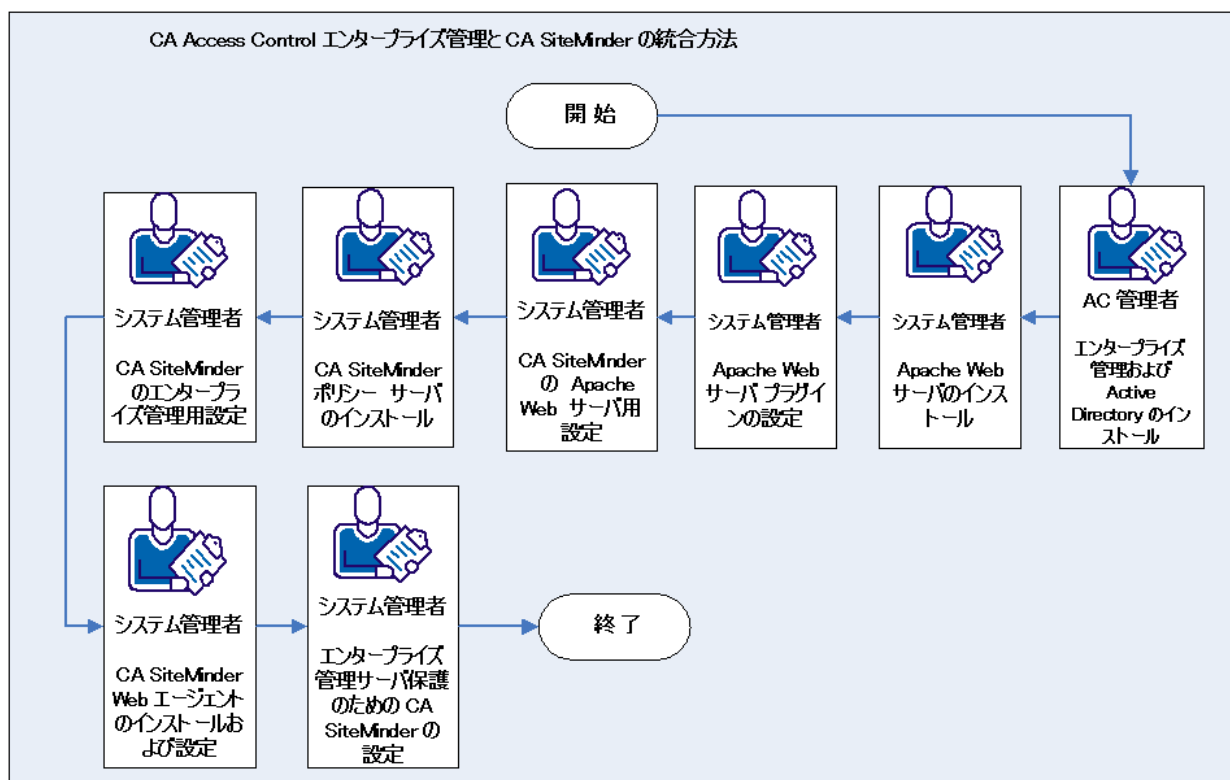 CA Access Control エンタープライズ管理と CA SiteMinder の統合方法
開 始
システム管理者
CA SiteMinder
のエンタープラ
イズ管理用設定
システム管理者
CA SiteMinder
ポリシー サーバ
のインストール
システム管理者
CA SiteMinder
の Apache
Web サーバ用
設定
システム管理者
Apache Web
サーバ プラグイ
ンの設定
システム管理者
Apache Web
サーバのインス
トール
AC 管理者
エンタープライズ
管理および
Active
Directory のイン
ストール
システム管理者
CA SiteMinder
Web エージェント
のインストールお
よび設定
システム管理者
エンタープライズ
管理サーバ保護
のための CA
SiteMinder の
設定
終 了